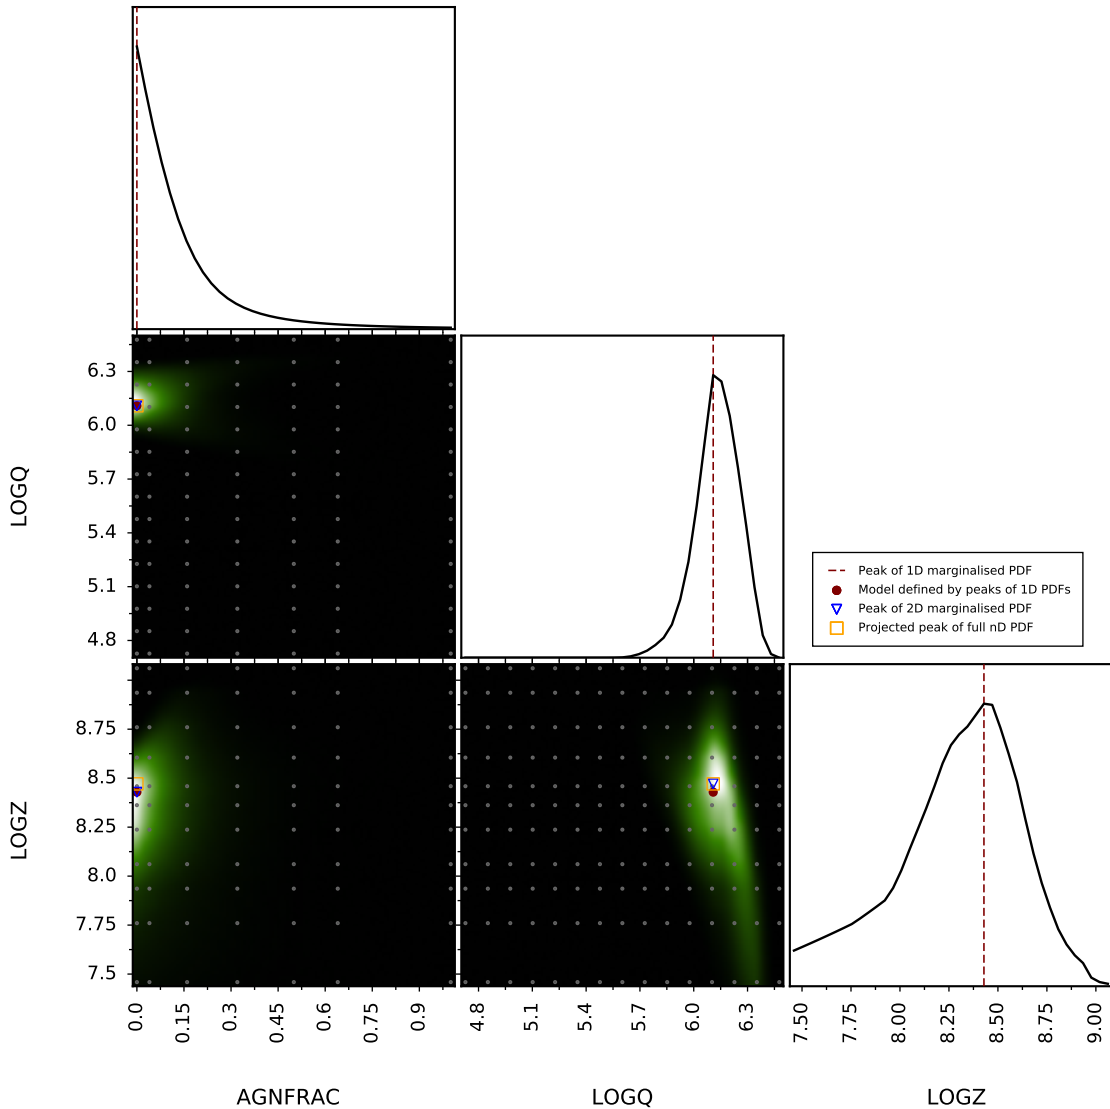 6.3
6.0
5.7
5.4
5.1
4.8
LOGQ
Peak of 1D marginalised PDF
Model defined by peaks of 1D PDFs
Peak of 2D marginalised PDF
Projected peak of full nD PDF
8.75
8.5
8.25
8.0
7.75
7.5
LOGZ
0.0 0.15 0.3 0.45 0.6 0.75 0.9
4.8 5.1 5.4 5.7 6.0 6.3
7.50 7.75 8.00 8.25 8.50 8.75 9.00
AGNFRAC
LOGQ
LOGZ